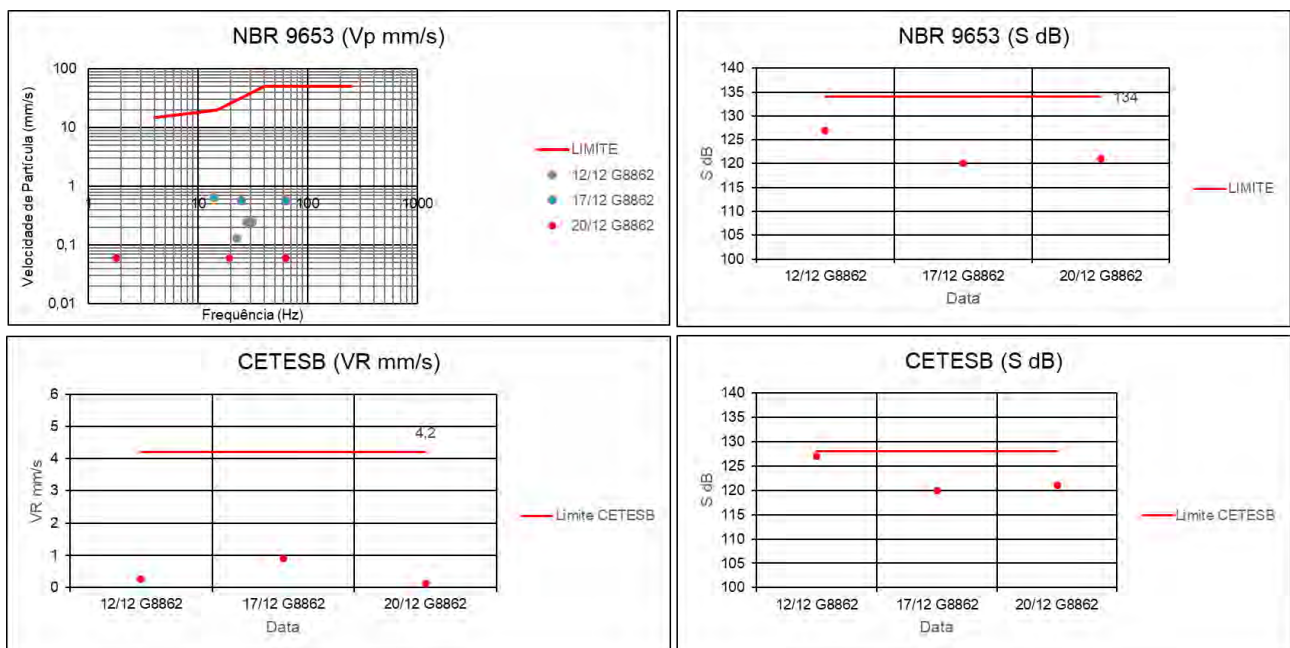 NBR 9653 (Vp mm/s)
Velocidade de Partícula (mm/s)
100
10
1
0,1
0,01
1
10
100
1000
Frequência (Hz)
LIMITE
12/12 G8862
17/12 G8862
20/12 G8862
NBR 9653 (S dB)
S dB
140
135
130
125
120
115
110
105
100
134
12/12 G8862
17/12 G8862
20/12 G8862
Data
LIMITE
CETESB (VR mm/s)
VR mm/s
6
5
4
3
2
1
0
4,2
12/12 G8862
17/12 G8862
20/12 G8862
Data
Limite CETESB
CETESB (S dB)
S dB
140
135
130
125
120
115
110
105
100
12/12 G8862
17/12 G8862
20/12 G8862
Data
Limite CETESB